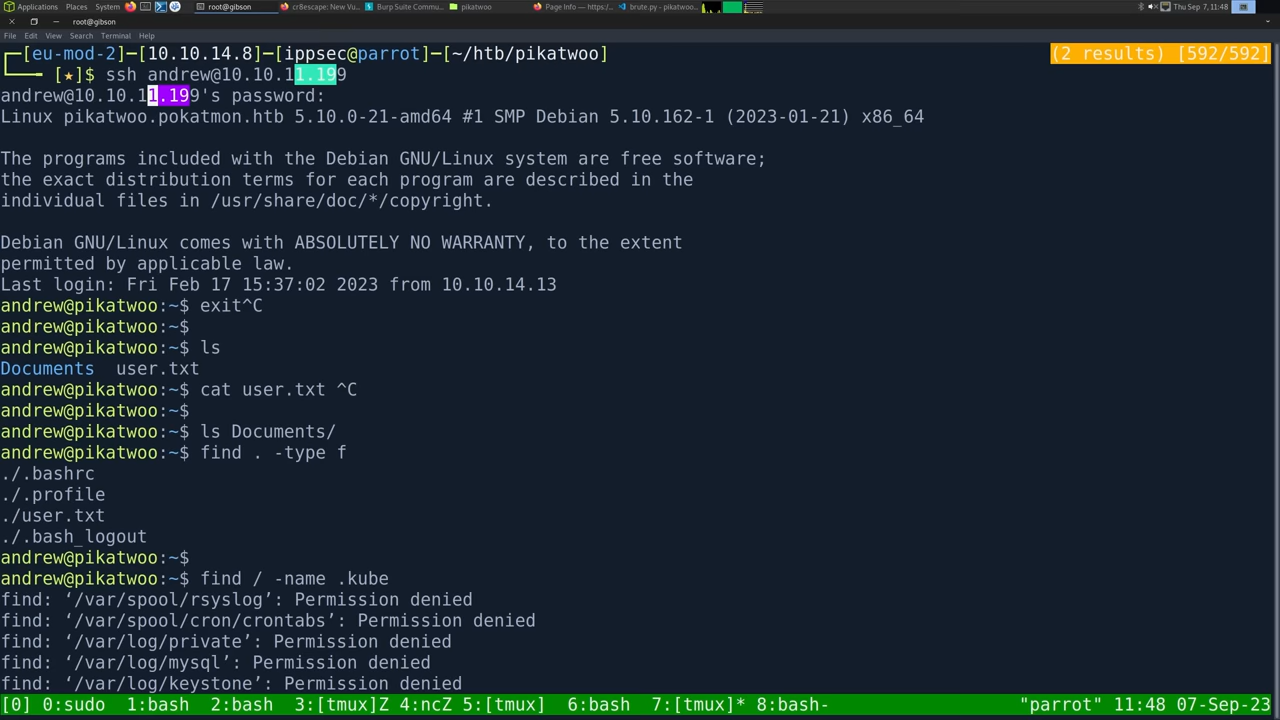 Applications Places System root@gibson cr8escape: New Vu... Burp Suite Commu... pikatwoo Page Info — https:/... brute.py - pikatwoo... Thu Sep 7, 11:48
root@gibson
File Edit View Search Terminal Help
┌─[eu-mod-2]─[10.10.14.8]─[ippsec@parrot]─[~/htb/pikatwoo] (2 results) [592/592]
└──╼ [★]$ ssh andrew@10.10.11.199
andrew@10.10.11.199's password:
Linux pikatwoo.pokatmon.htb 5.10.0-21-amd64 #1 SMP Debian 5.10.162-1 (2023-01-21) x86_64
The programs included with the Debian GNU/Linux system are free software;
the exact distribution terms for each program are described in the
individual files in /usr/share/doc/*/copyright.
Debian GNU/Linux comes with ABSOLUTELY NO WARRANTY, to the extent
permitted by applicable law.
Last login: Fri Feb 17 15:37:02 2023 from 10.10.14.13
andrew@pikatwoo:~$ exit^C
andrew@pikatwoo:~$
andrew@pikatwoo:~$ ls
Documents user.txt
andrew@pikatwoo:~$ cat user.txt ^C
andrew@pikatwoo:~$
andrew@pikatwoo:~$ ls Documents/
andrew@pikatwoo:~$ find . -type f
./.bashrc
./.profile
./user.txt
./.bash_logout
andrew@pikatwoo:~$
andrew@pikatwoo:~$ find / -name .kube
find: ‘/var/spool/rsyslog’: Permission denied
find: ‘/var/spool/cron/crontabs’: Permission denied
find: ‘/var/log/private’: Permission denied
find: ‘/var/log/mysql’: Permission denied
find: ‘/var/log/keystone’: Permission denied
[0] 0:sudo 1:bash 2:bash 3:[tmux]Z 4:ncZ 5:[tmux] 6:bash 7:[tmux]* 8:bash- "parrot" 11:48 07-Sep-23